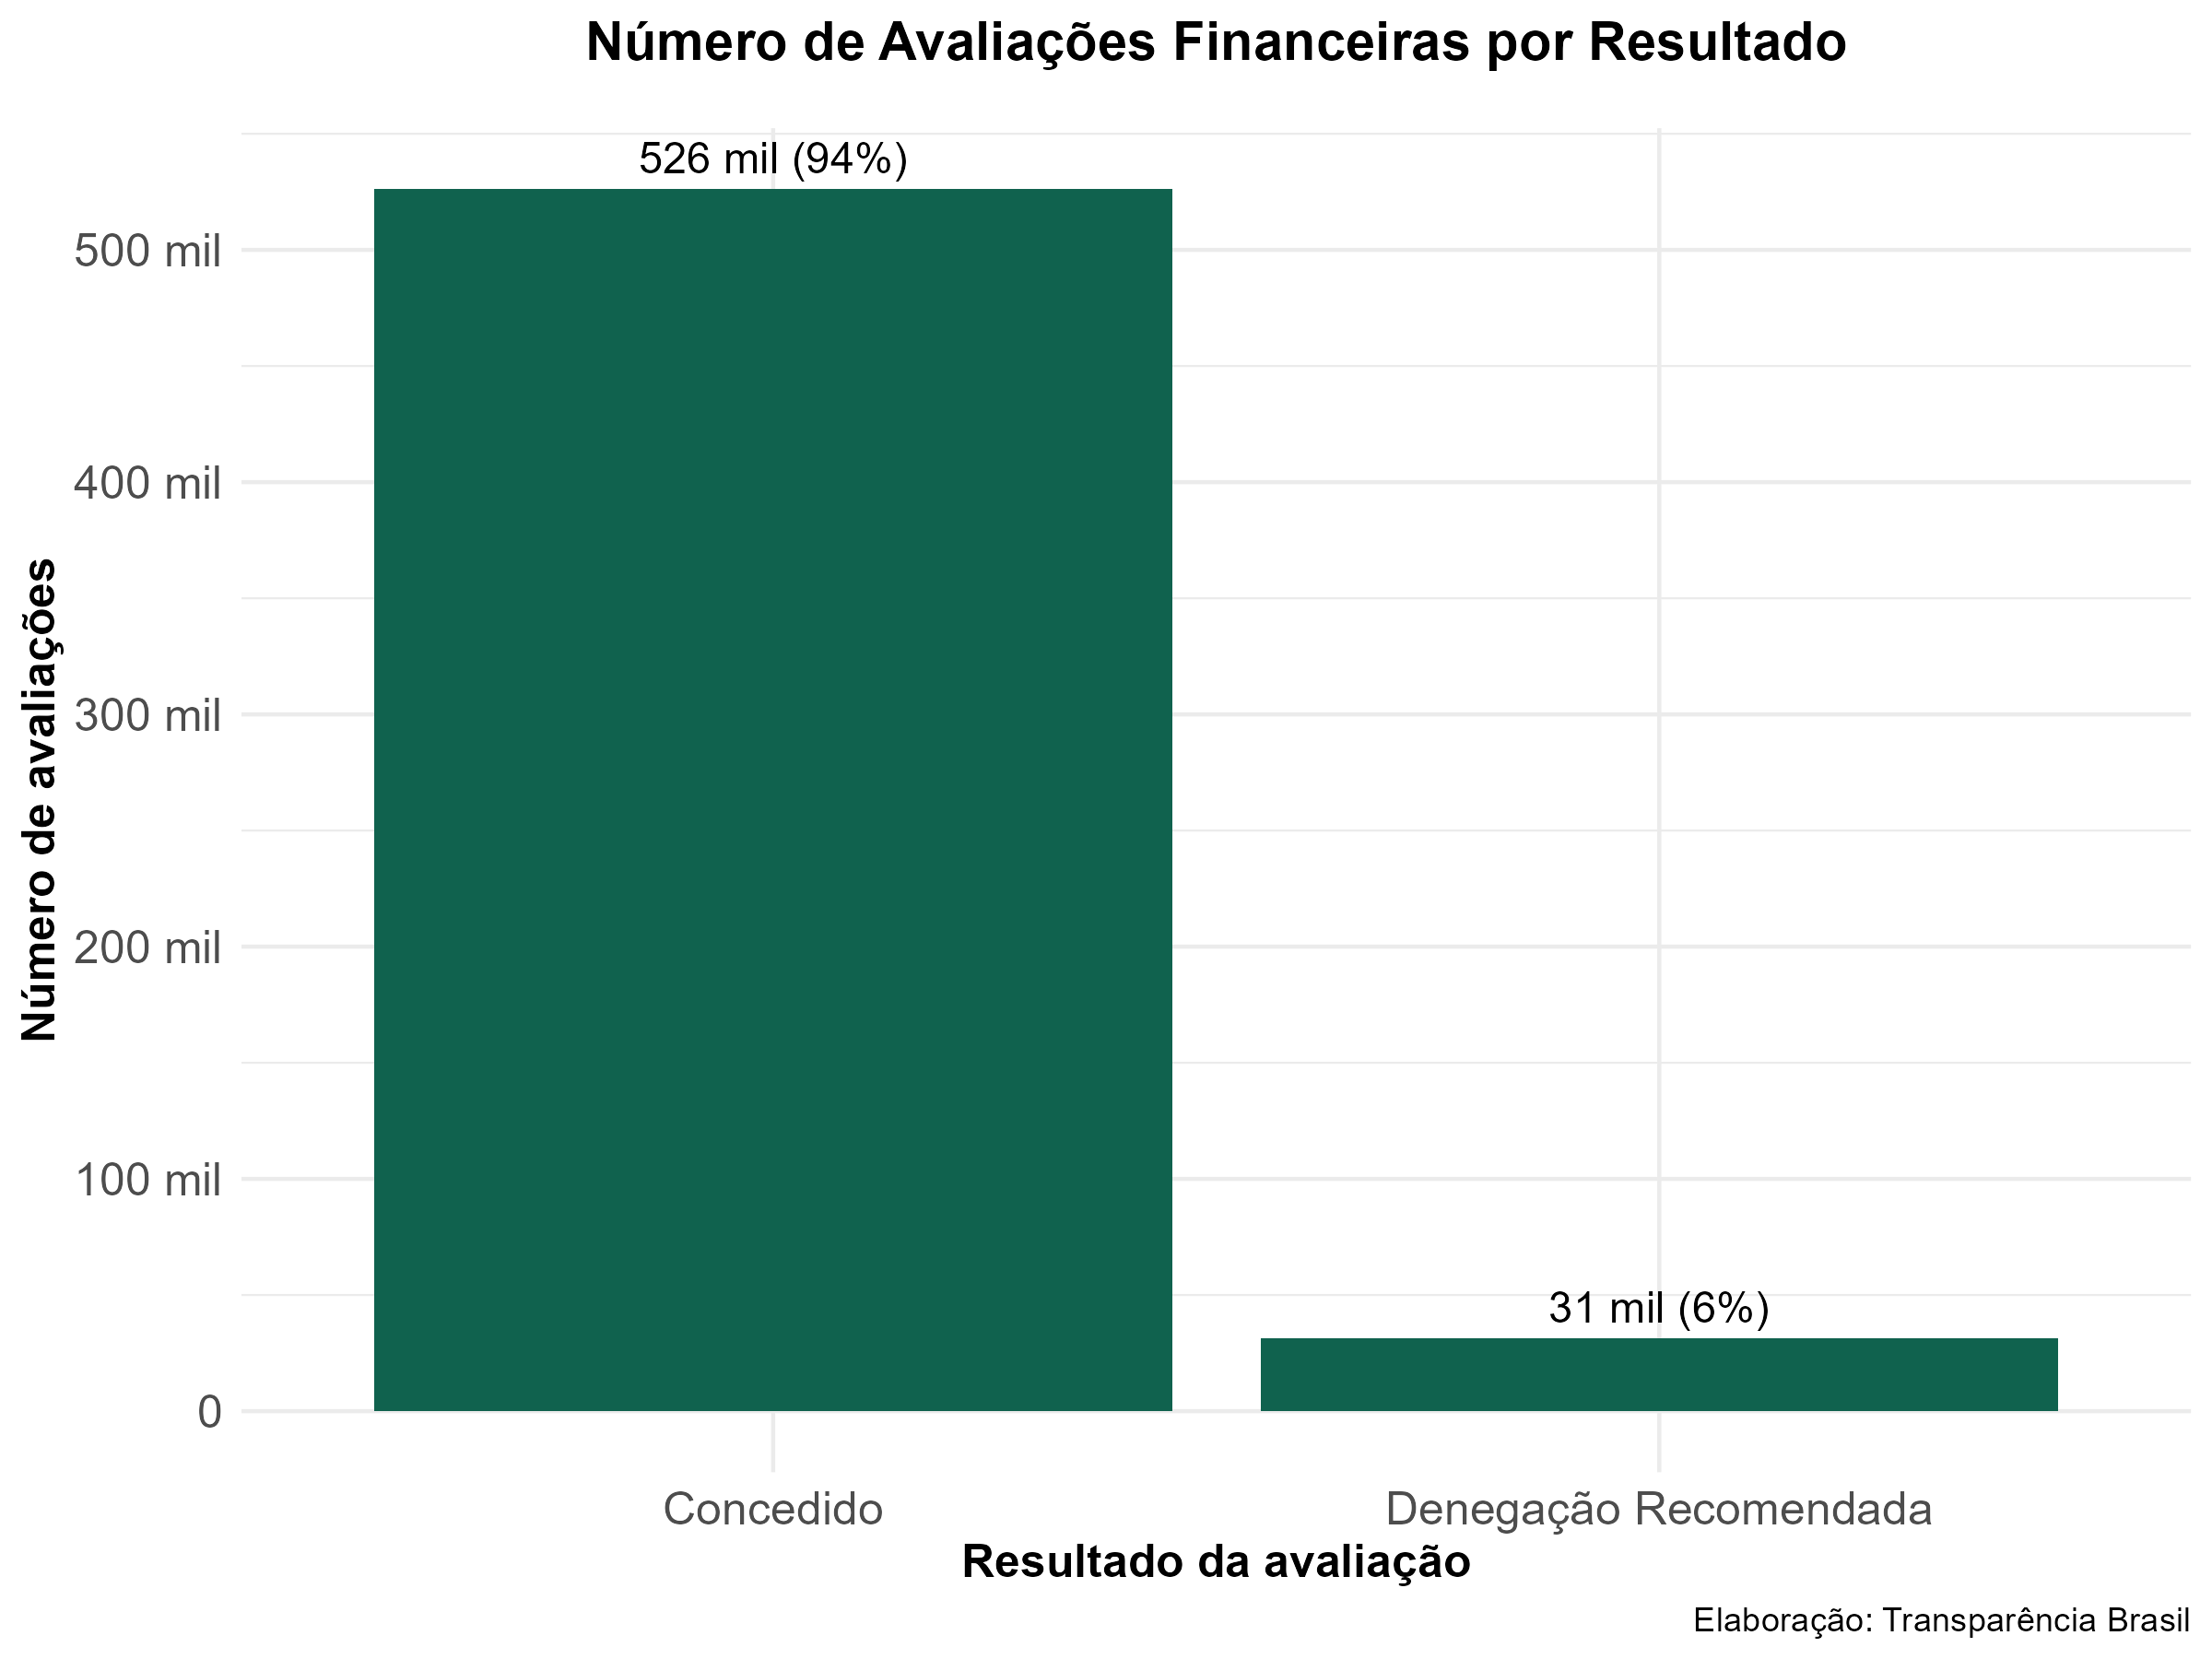 Número de Avaliações Financeiras por Resultado
526 mil (94%)
500 mil
400 mil
300 mil
200 mil
100 mil
0
Número de avaliações
31 mil (6%)
Concedido
Denegação Recomendada
Resultado da avaliação
Elaboração: Transparência Brasil